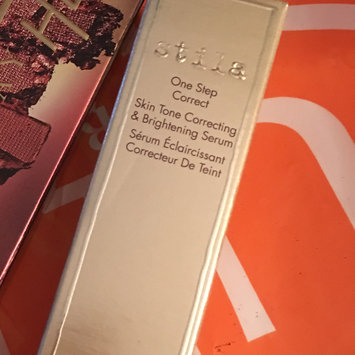 stila
One Step
Correct
Skin Tone Correcting
& Brightening Serum
Sérum Éclaircissant
Correcteur De Teint